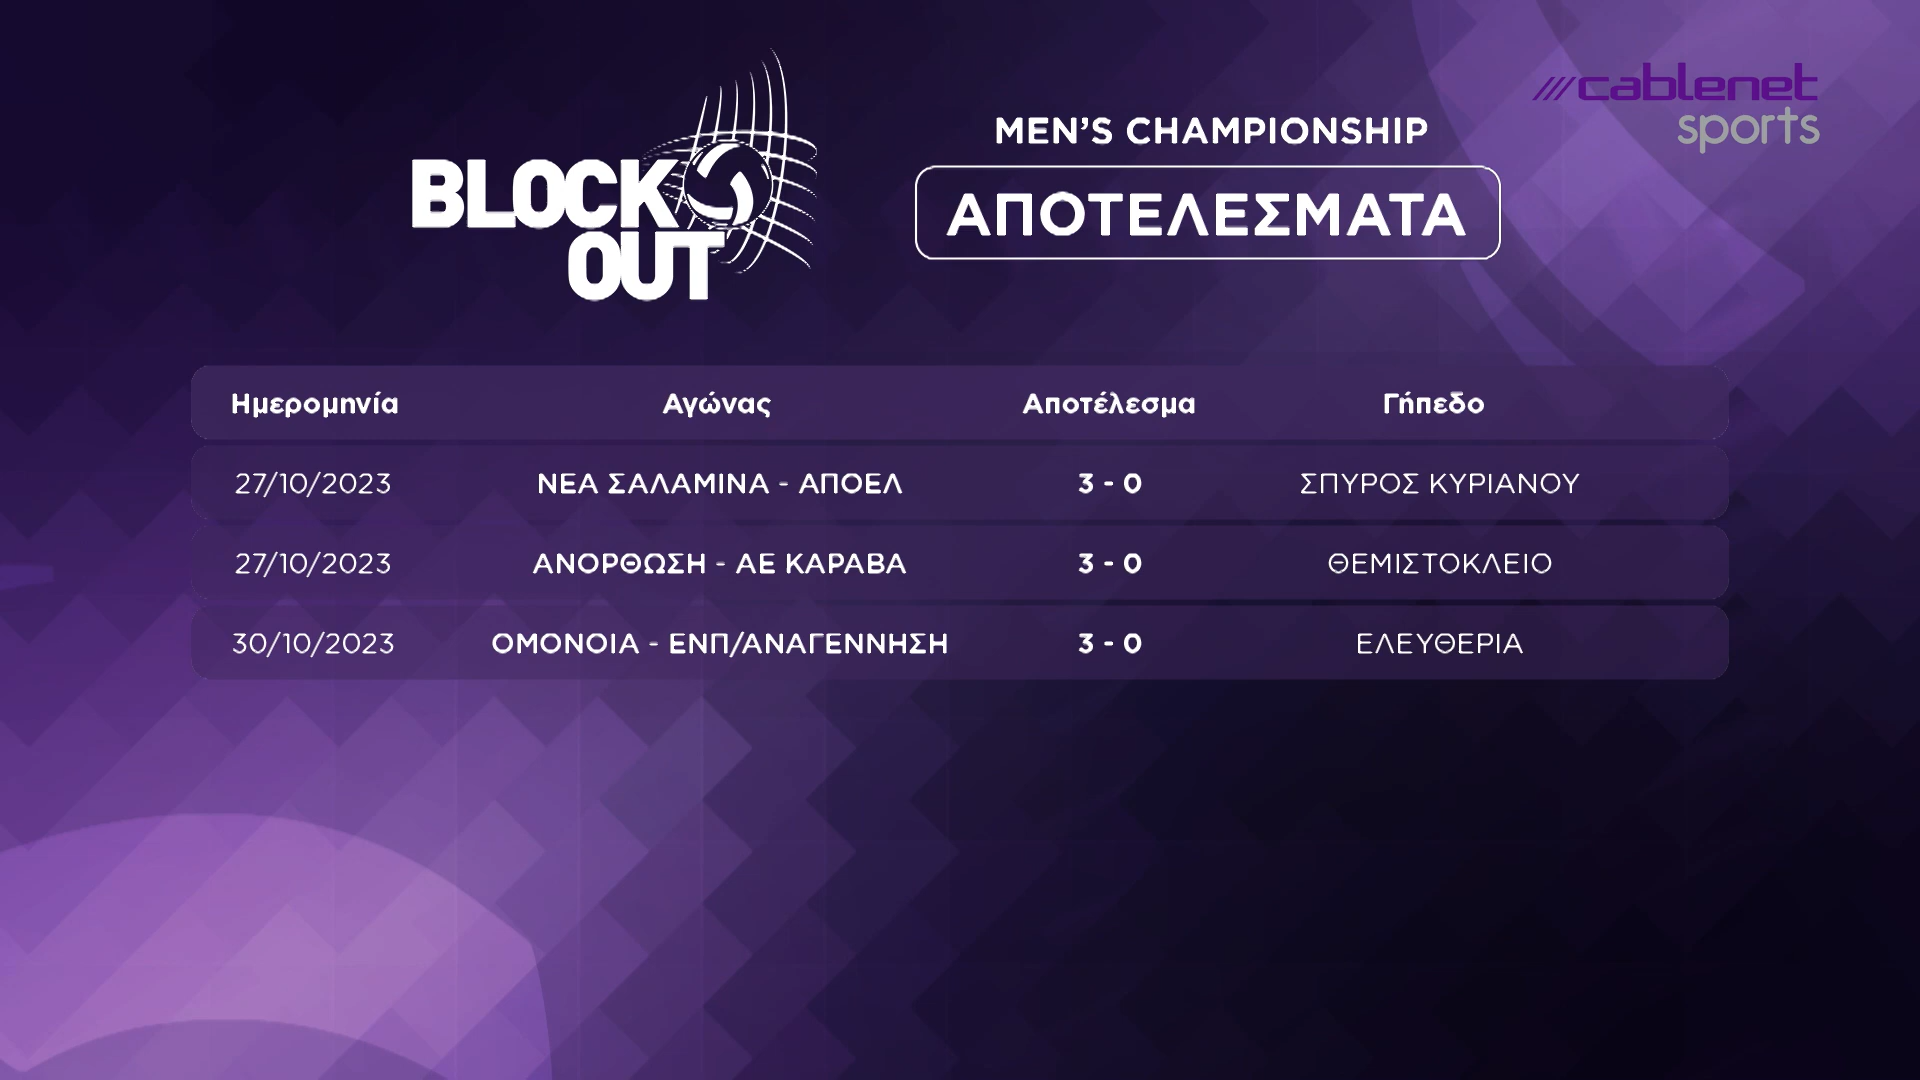 BLOCK
OUT
MEN'S CHAMPIONSHIP
ΑΠΟΤΕΛΕΣΜΑΤΑ
///cablenet
sports
Ημερομηνία Αγώνας Αποτέλεσμα Γήπεδο
27/10/2023 ΝΕΑ ΣΑΛΑΜΙΝΑ - ΑΠΟΕΛ 3 - 0 ΣΠΥΡΟΣ ΚΥΡΙΑΝΟΥ
27/10/2023 ΑΝΟΡΘΩΣΗ - ΑΕ ΚΑΡΑΒΑ 3 - 0 ΘΕΜΙΣΤΟΚΛΕΙΟ
30/10/2023 ΟΜΟΝΟΙΑ - ΕΝΠ/ΑΝΑΓΕΝΝΗΣΗ 3 - 0 ΕΛΕΥΘΕΡΙΑ